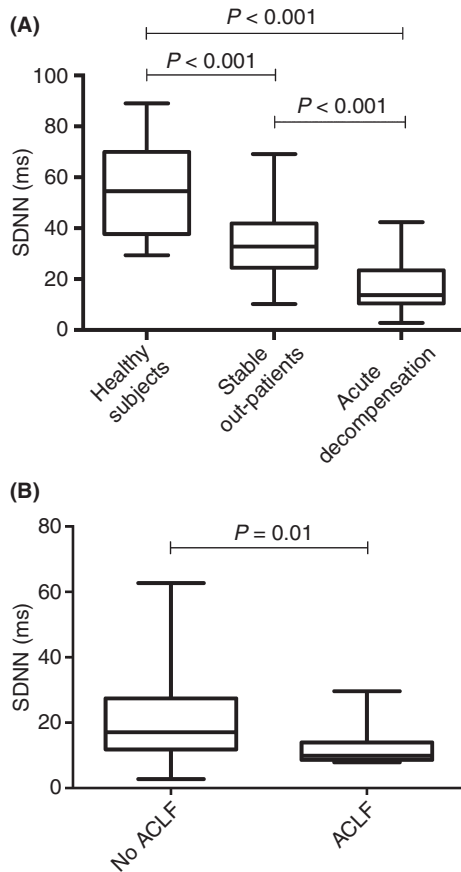 (A)
P < 0.001
P < 0.001
P < 0.001
SDNN (ms)
100
80
60
40
20
0
Healthy
subjects
Stable
out-patients
Acute
decompensation
(B)
P = 0.01
SDNN (ms)
80
60
40
20
0
No ACLF
ACLF